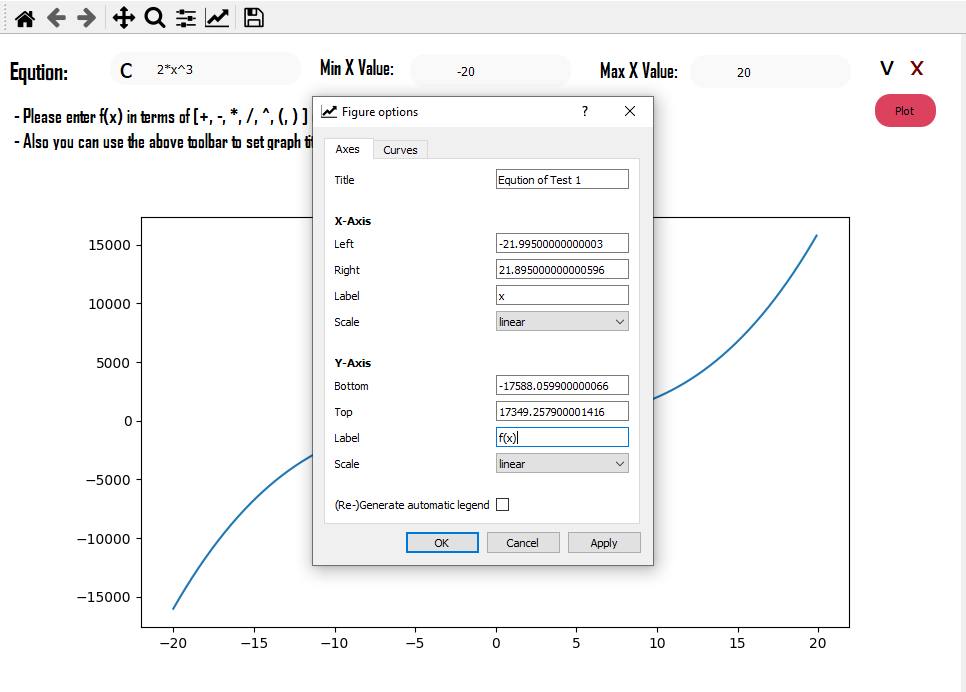 Eqution: C 2*x^3 Min X Value: -20 Max X Value: 20 V X
- Please enter f(x) in terms of [+, -, *, /, ^, (, ) ]
Plot
- Also you can use the above toolbar to set graph
Figure options ? X
Axes Curves
Title Eqution of Test 1
X-Axis
Left -21.99500000000003
Right 21.895000000000596
Label x
Scale linear
Y-Axis
Bottom -17588.059900000066
Top 17349.257900001416
Label f(x)
Scale linear
(Re-)Generate automatic legend
OK Cancel Apply
15000
10000
5000
0
−5000
−10000
−15000
−20 −15 −10 −5 0 5 10 15 20